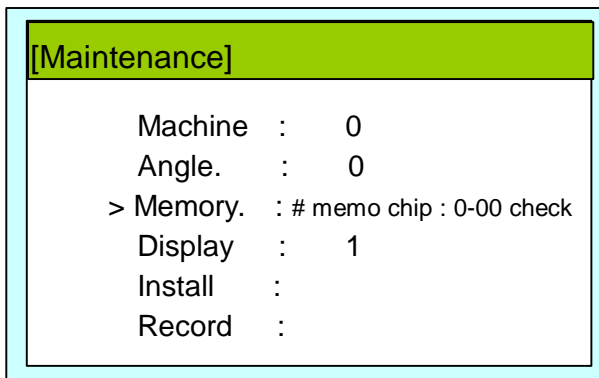 [Maintenance]
Machine : 0
Angle. : 0
> Memory. : # memo chip : 0-00 check
Display : 1
Install :
Record :